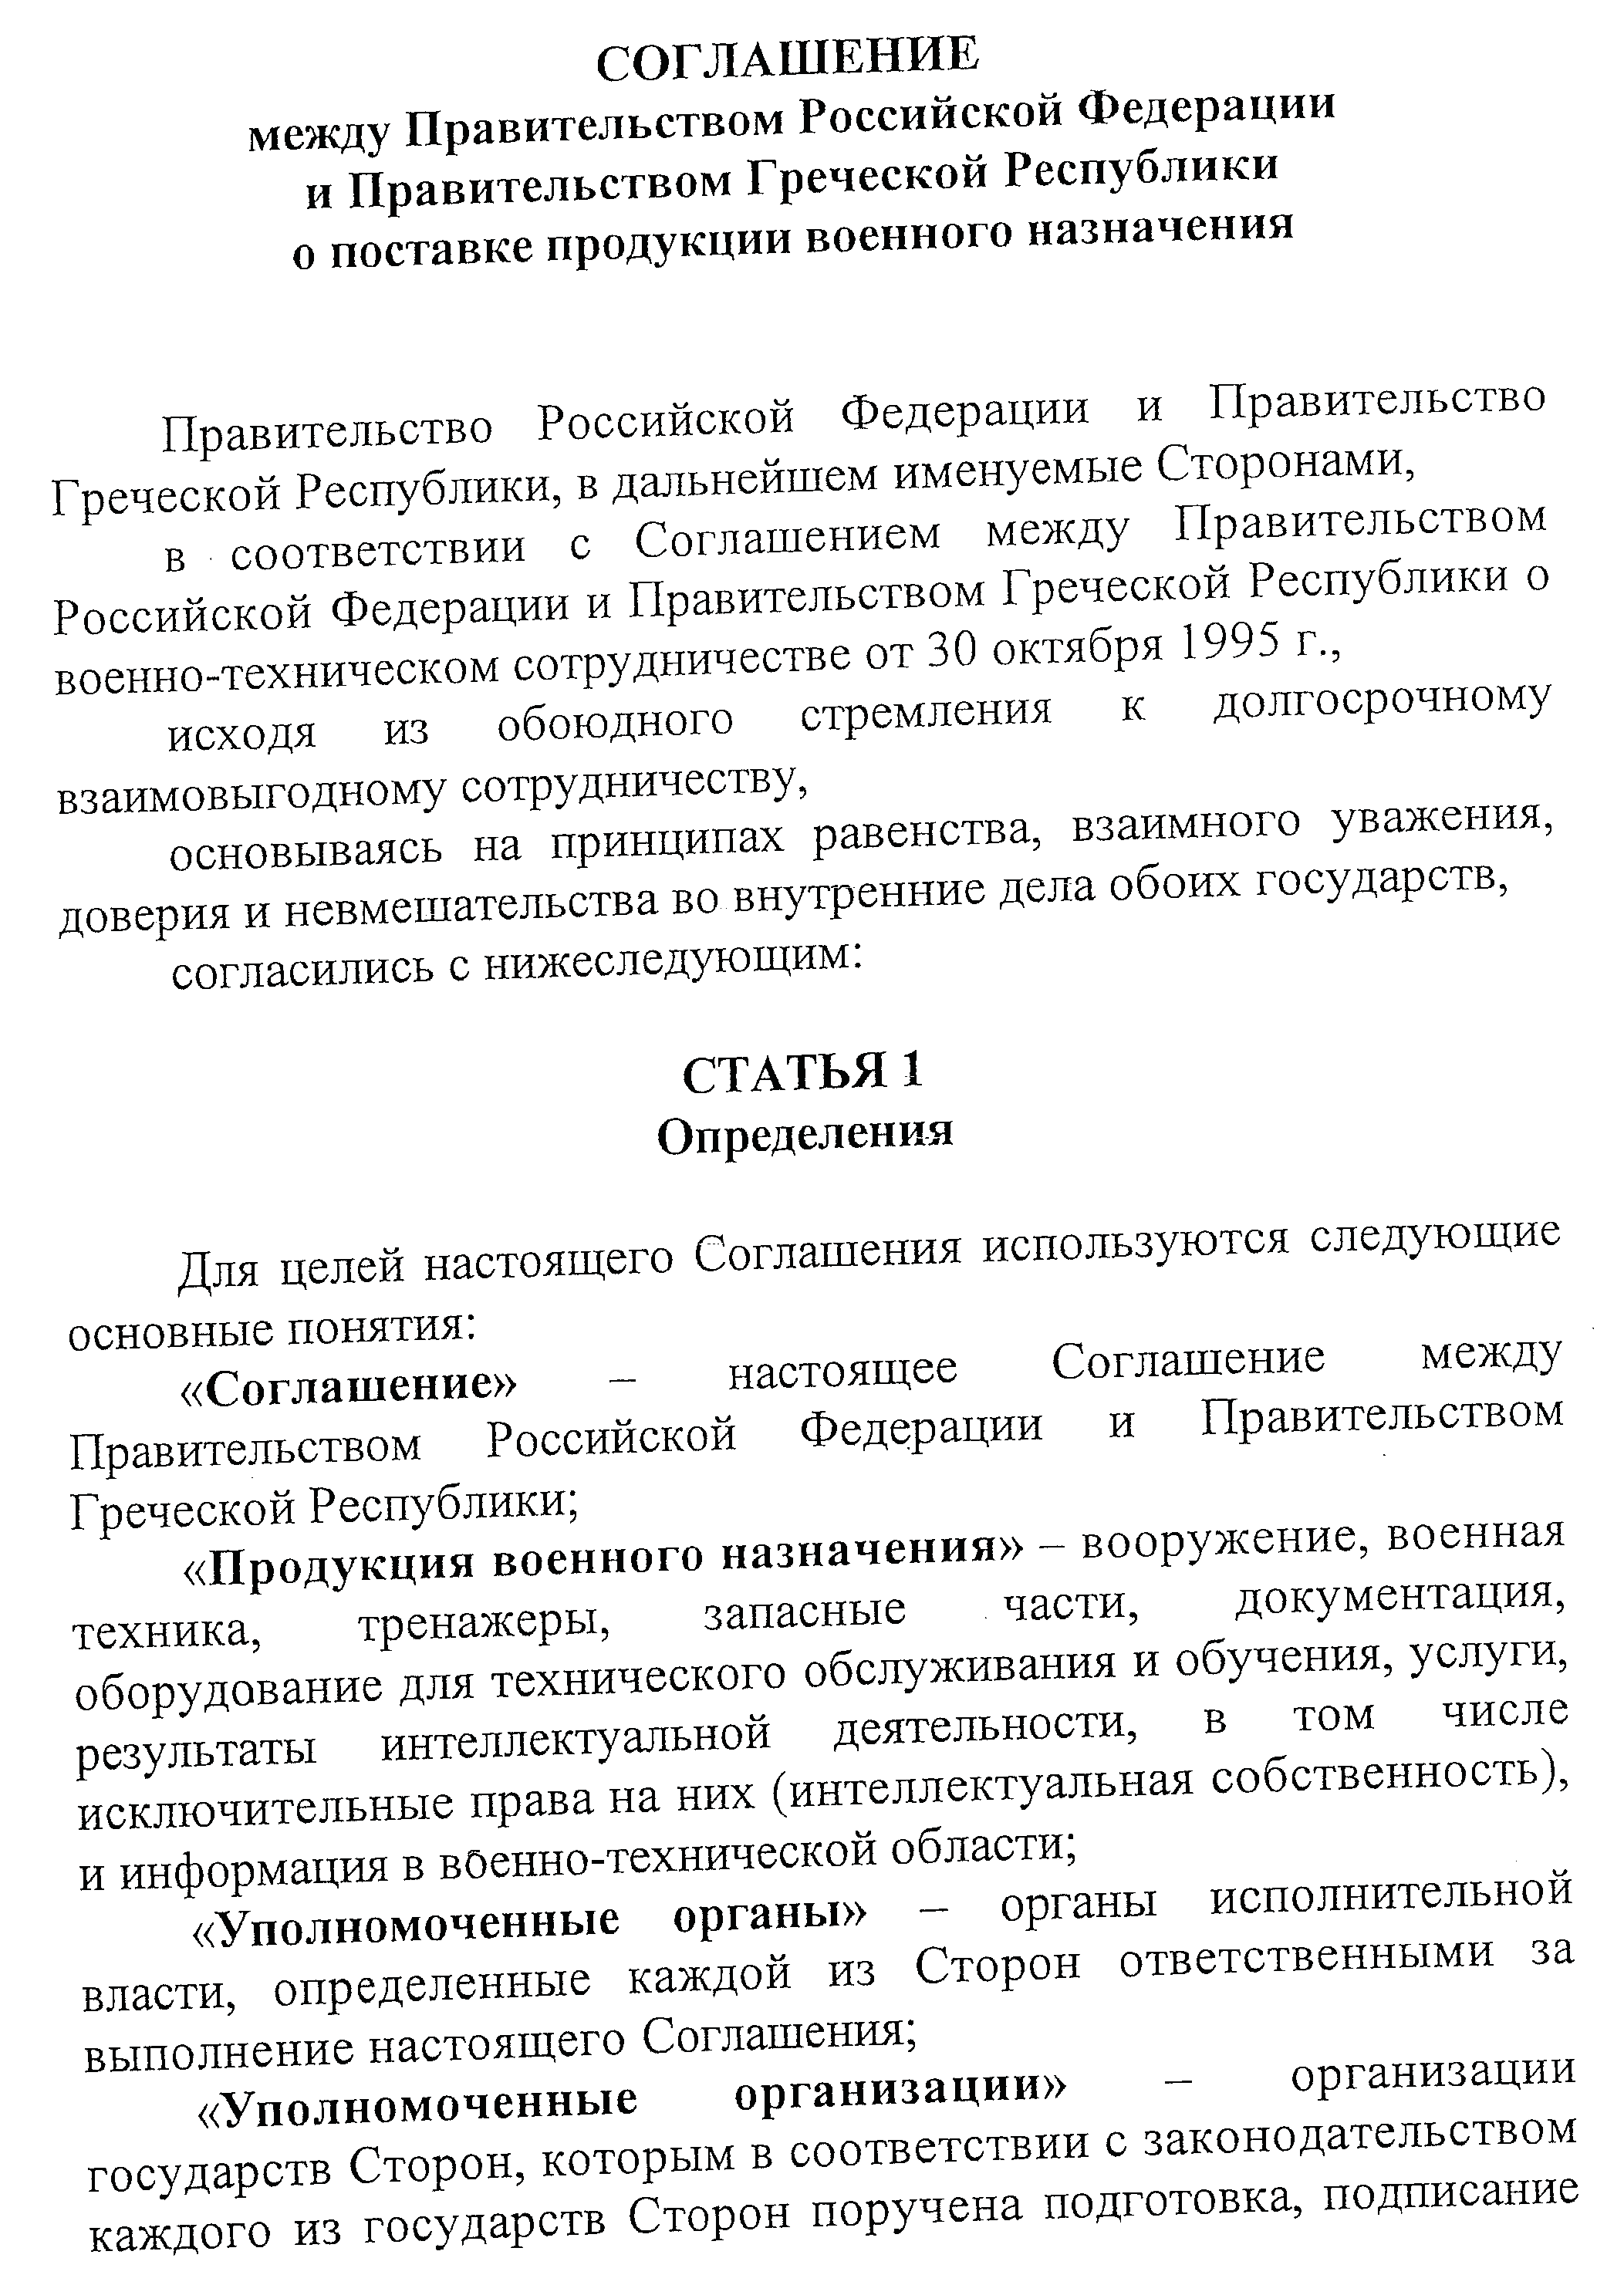 СОГЛАШЕНИЕ
между Правительством Российской Федерации
и Правительством Греческой Республики
о поставке продукции военного назначения
Правительство Российской Федерации и Правительство
Греческой Республики, в дальнейшем именуемые Сторонами,
в соответствии с Соглашением между Правительством
Российской Федерации и Правительством Греческой Республики о
военно-техническом сотрудничестве от 30 октября 1995 г.,
исходя из обоюдного стремления к долгосрочному
взаимовыгодному сотрудничеству,
основываясь на принципах равенства, взаимного уважения,
доверия и невмешательства во внутренние дела обоих государств,
согласились с нижеследующим:
СТАТЬЯ 1
Определения
Для целей настоящего Соглашения используются следующие
основные понятия:
«Соглашение» – настоящее Соглашение между
Правительством Российской Федерации и Правительством
Греческой Республики;
«Продукция военного назначения» – вооружение, военная
техника, тренажеры, запасные части, документация,
оборудование для технического обслуживания и обучения, услуги,
результаты интеллектуальной деятельности, в том числе
исключительные права на них (интеллектуальная собственность),
и информация в военно-технической области;
«Уполномоченные органы» – органы исполнительной
власти, определенные каждой из Сторон ответственными за
выполнение настоящего Соглашения;
«Уполномоченные организации» – организации
государств Сторон, которым в соответствии с законодательством
каждого из государств Сторон поручена подготовка, подписание